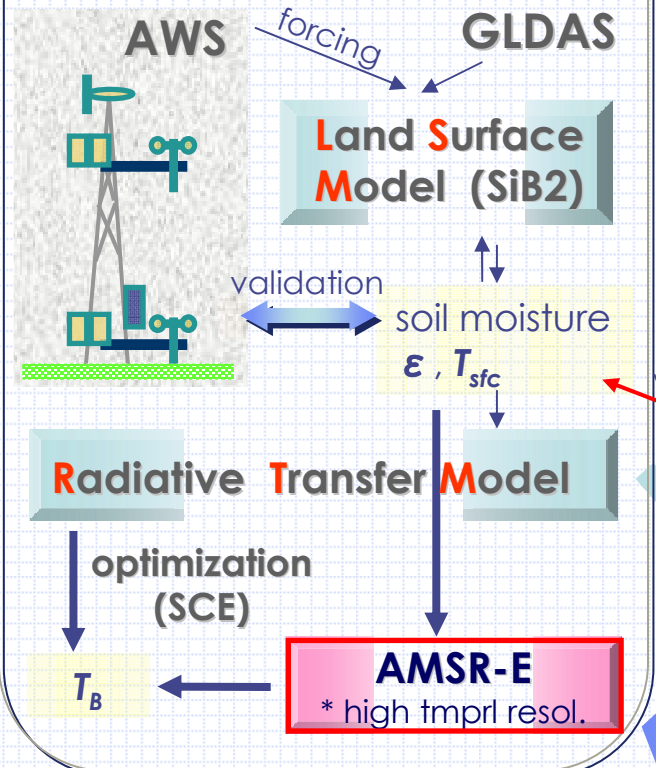 AWS
forcing
GLDAS
Land Surface
Model (SiB2)
validation
soil moisture
ε , Tsfc
Radiative Transfer Model
optimization
(SCE)
TB
AMSR-E
* high tmprl resol.